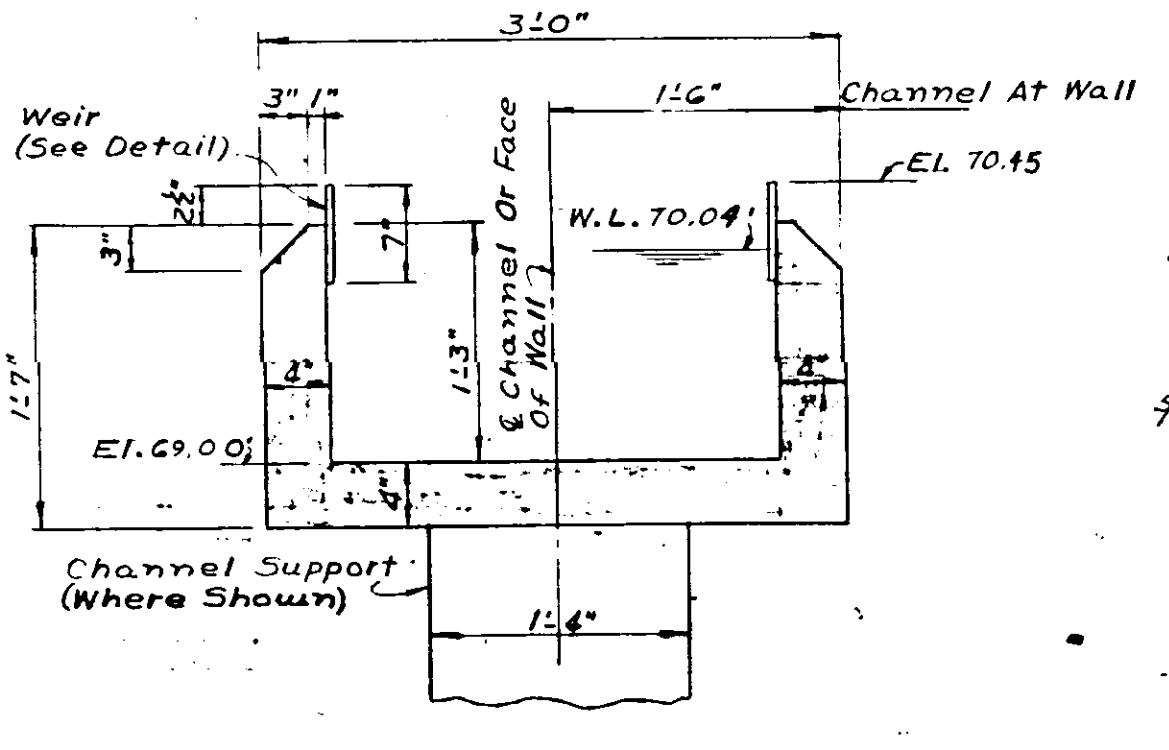 3'-0"
3" 1"
1'-6"
Channel At Wall
Weir
(See Detail)
El. 70.45
2½"
W.L. 70.04'
3"
7"
℄ Channel Or Face
Of Wall
1'-3"
1'-7"
4"
4"
El. 69.00'
4"
Channel Support
(Where Shown)
1'-4"